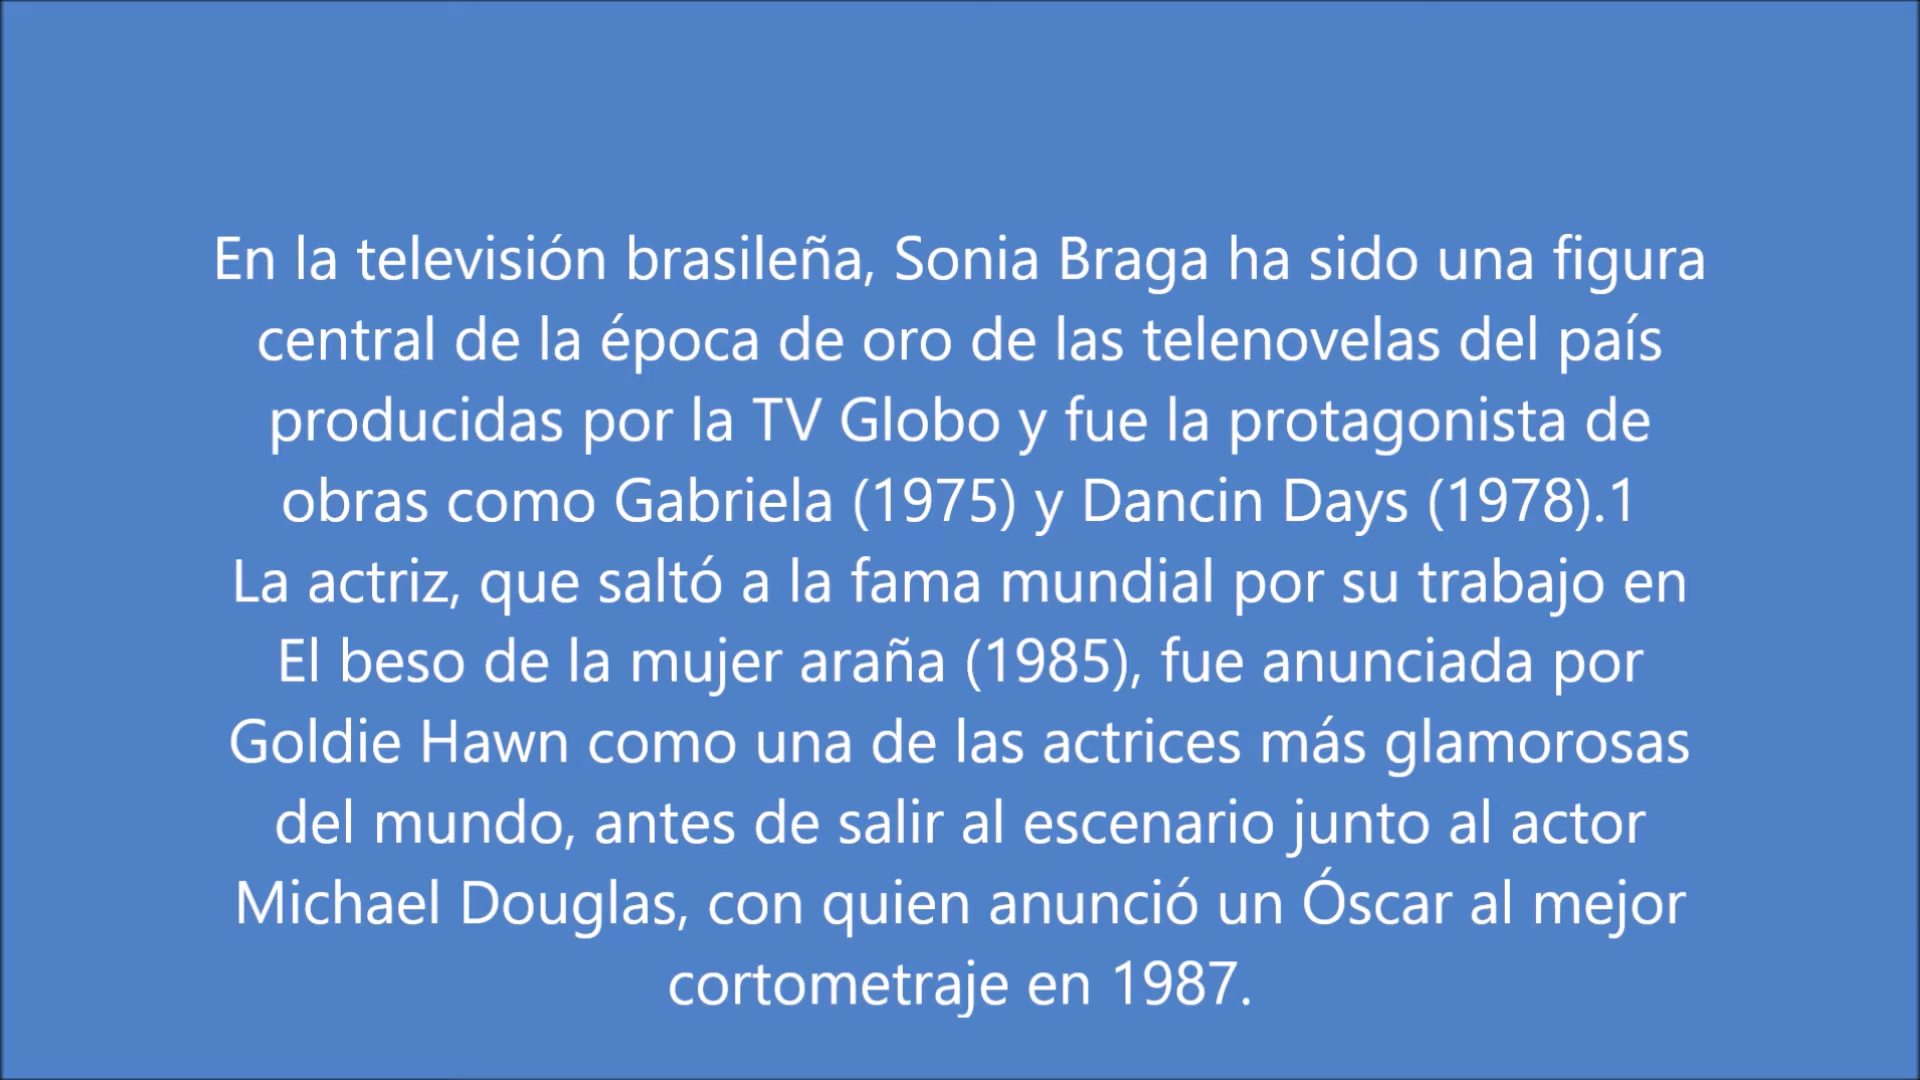 En la televisión brasileña, Sonia Braga ha sido una figura
central de la época de oro de las telenovelas del país
producidas por la TV Globo y fue la protagonista de
obras como Gabriela (1975) y Dancin Days (1978).1
La actriz, que saltó a la fama mundial por su trabajo en
El beso de la mujer araña (1985), fue anunciada por
Goldie Hawn como una de las actrices más glamorosas
del mundo, antes de salir al escenario junto al actor
Michael Douglas, con quien anunció un Óscar al mejor
cortometraje en 1987.